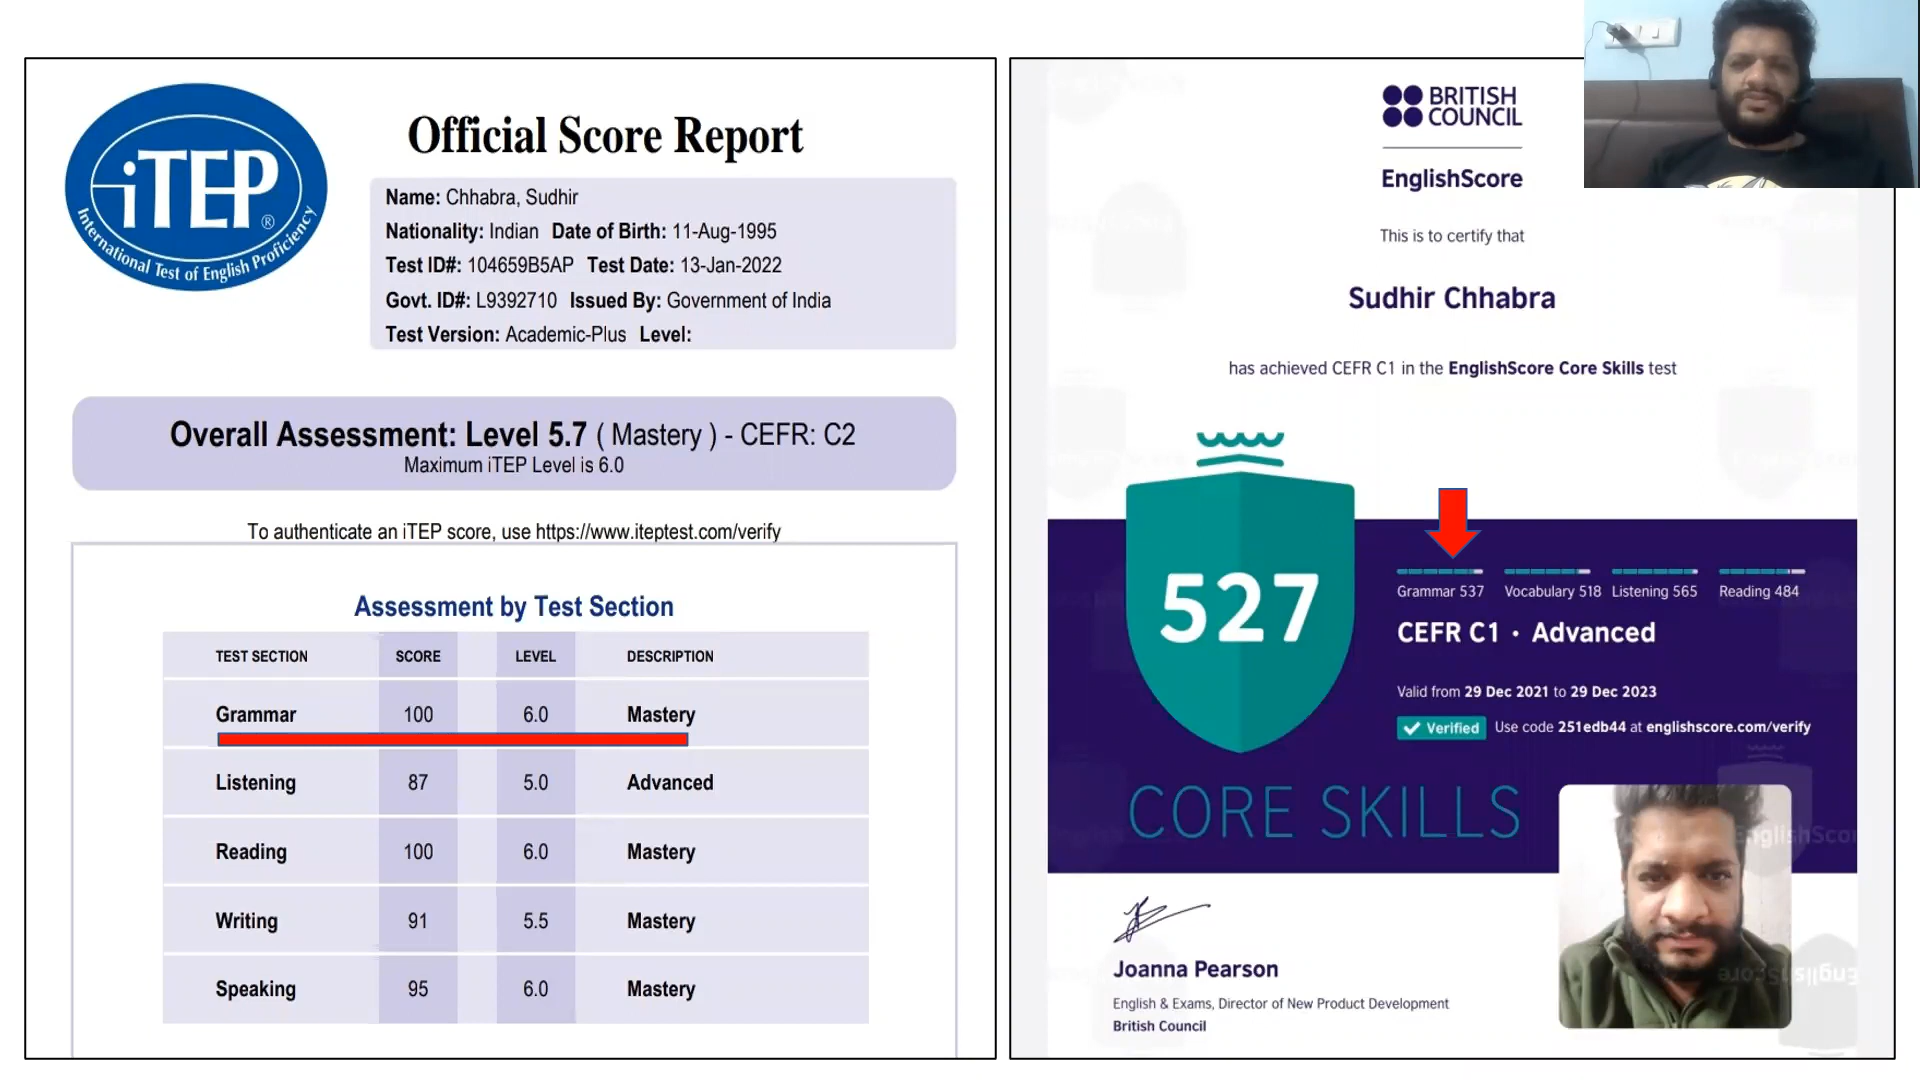 iTEP®
International Test of English Proficiency
Official Score Report
Name: Chhabra, Sudhir
Nationality: Indian Date of Birth: 11-Aug-1995
Test ID#: 104659B5AP Test Date: 13-Jan-2022
Govt. ID#: L9392710 Issued By: Government of India
Test Version: Academic-Plus Level:
Overall Assessment: Level 5.7 ( Mastery ) - CEFR: C2
Maximum iTEP Level is 6.0
To authenticate an iTEP score, use https://www.iteptest.com/verify
Assessment by Test Section
TEST SECTION SCORE LEVEL DESCRIPTION
Grammar 100 6.0 Mastery
Listening 87 5.0 Advanced
Reading 100 6.0 Mastery
Writing 91 5.5 Mastery
Speaking 95 6.0 Mastery
BRITISH
COUNCIL
EnglishScore
This is to certify that
Sudhir Chhabra
has achieved CEFR C1 in the EnglishScore Core Skills test
527
Grammar 537 Vocabulary 518 Listening 565 Reading 484
CEFR C1 • Advanced
Valid from 29 Dec 2021 to 29 Dec 2023
Verified Use code 251edb44 at englishscore.com/verify
CORE SKILLS
Joanna Pearson
English & Exams, Director of New Product Development
British Council